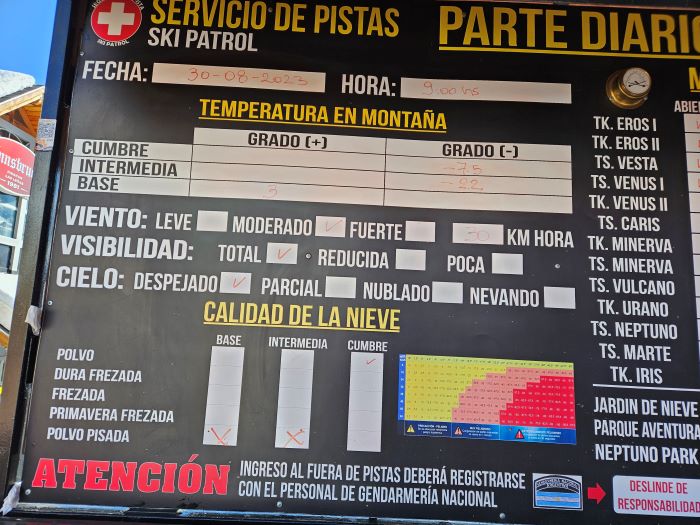 SERVICIO DE PISTAS
SKI PATROL
SKI PATROL
PARTE DIARI
FECHA: 30-08-2023 HORA: 9:00 hs
TEMPERATURA EN MONTAÑA
GRADO (+) GRADO (-)
CUMBRE -7.5
INTERMEDIA -2.2
BASE 3
VIENTO: LEVE MODERADO ✓ FUERTE 30 KM HORA
VISIBILIDAD: TOTAL ✓ REDUCIDA POCA
CIELO: DESPEJADO ✓ PARCIAL NUBLADO NEVANDO
CALIDAD DE LA NIEVE
BASE INTERMEDIA CUMBRE
POLVO ✓
DURA FREZADA
FREZADA
PRIMAVERA FREZADA
POLVO PISADA X X
ATENCIÓN INGRESO AL FUERA DE PISTAS DEBERÁ REGISTRARSE
CON EL PERSONAL DE GENDARMERÍA NACIONAL
ABIE
TK. EROS I
TK. EROS II
TS. VESTA
TS. VENUS I
TK. VENUS II
TS. CARIS
TK. MINERVA
TS. MINERVA
TS. VULCANO
TK. URANO
TS. NEPTUNO
TS. MARTE
TK. IRIS
JARDIN DE NIEVE
PARQUE AVENTURA
NEPTUNO PARK
DESLINDE DE
RESPONSABILIDAD